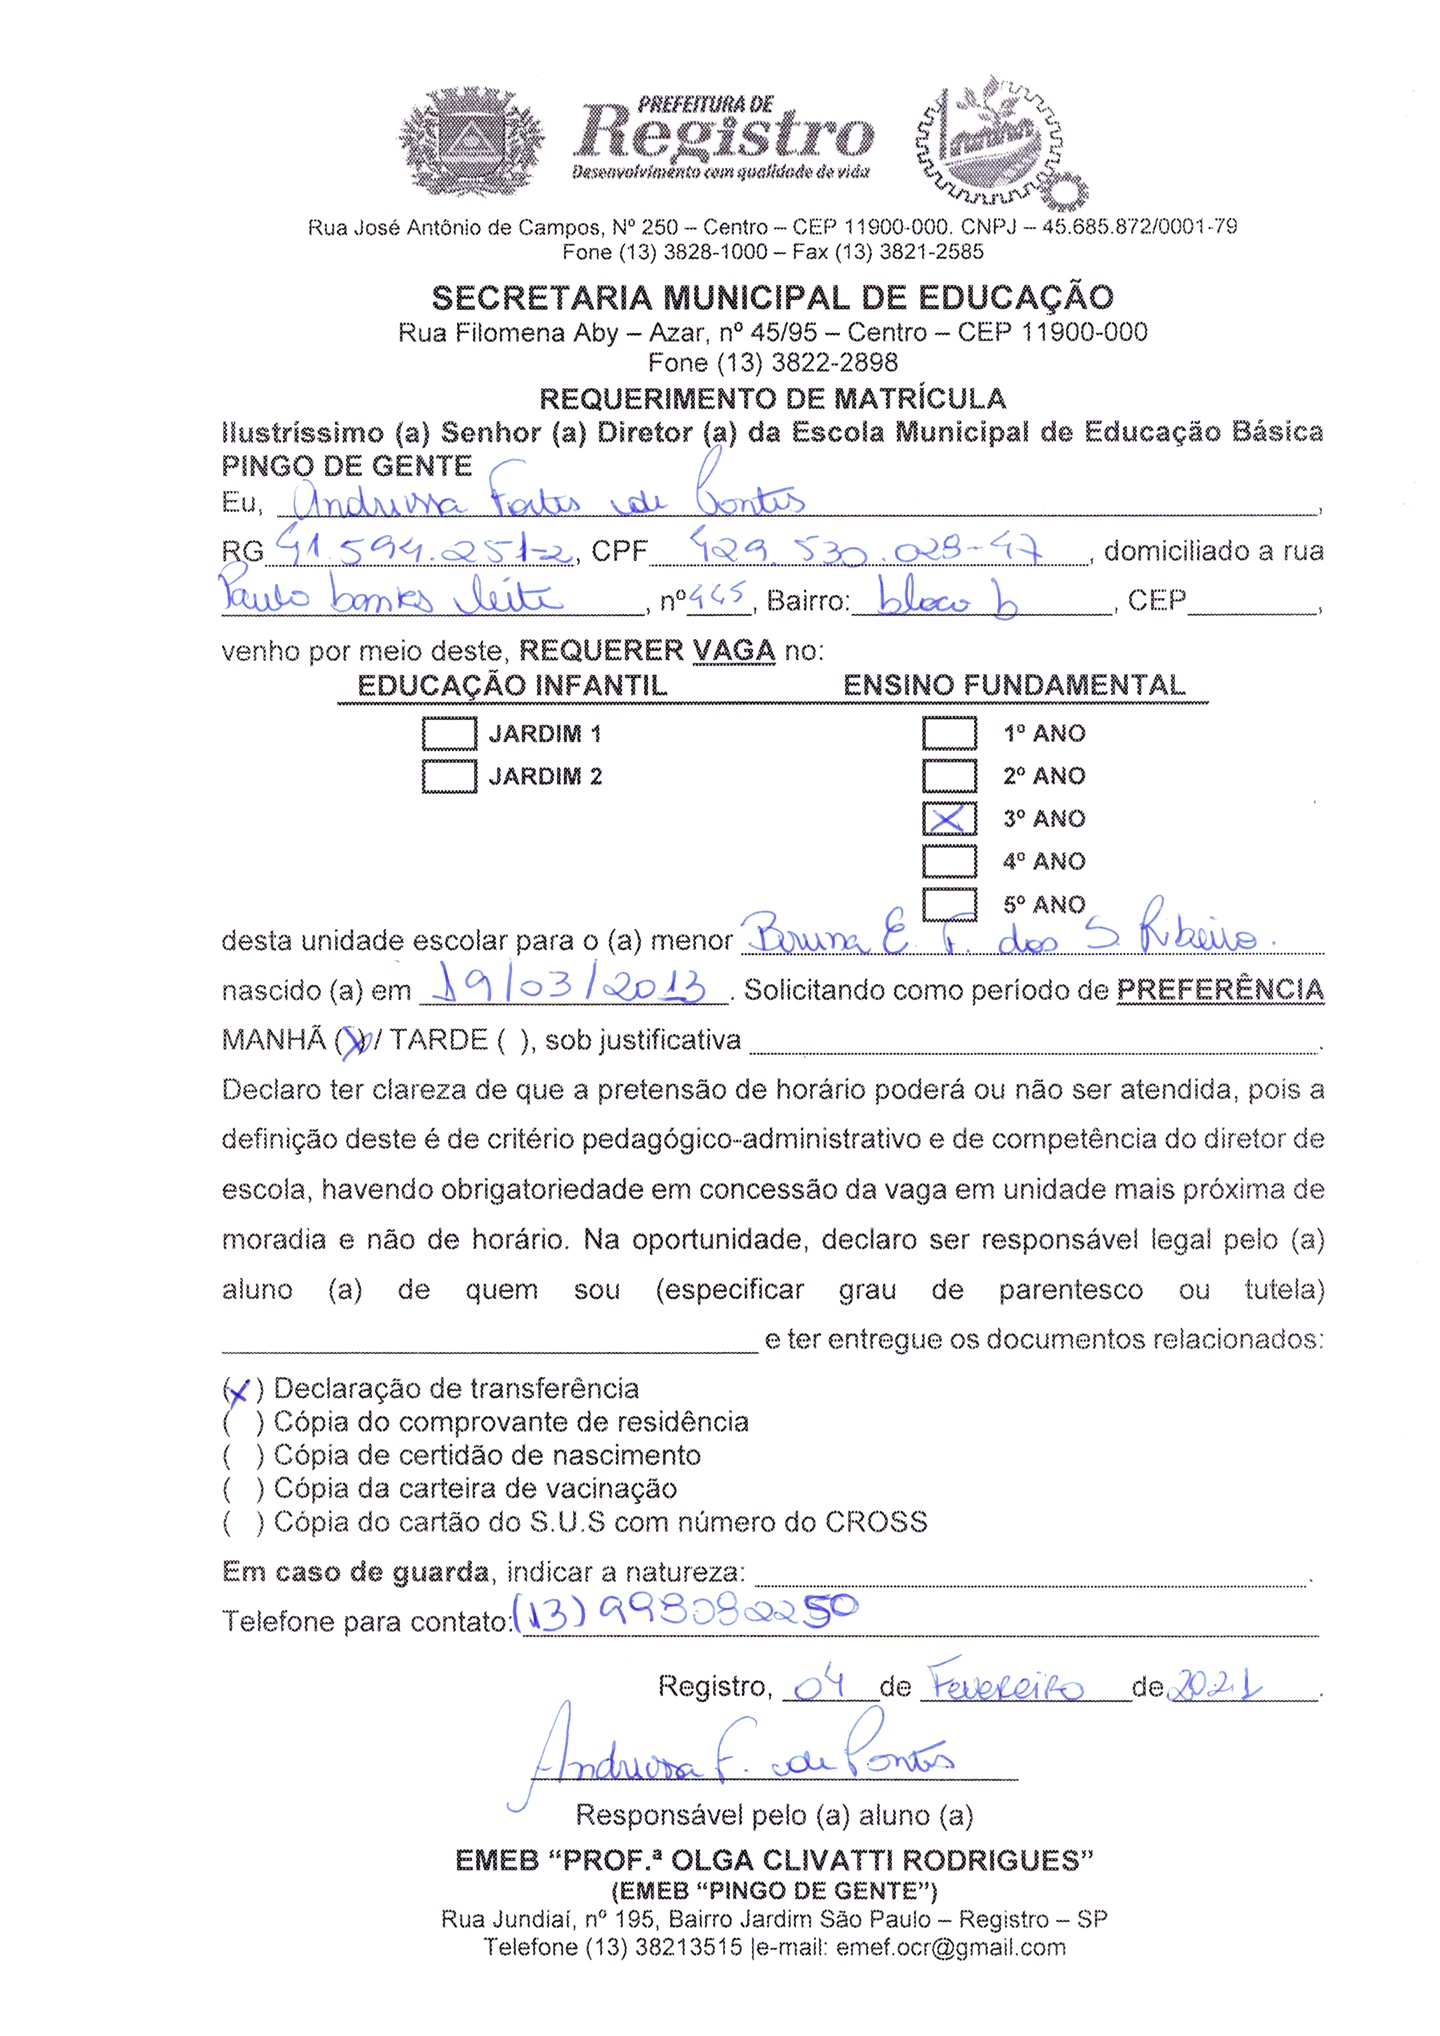 PREFEITURA DE
Registro
Desenvolvimento com qualidade de vida
Rua José Antônio de Campos, Nº 250 – Centro – CEP 11900-000. CNPJ – 45.685.872/0001-79
Fone (13) 3828-1000 – Fax (13) 3821-2585
SECRETARIA MUNICIPAL DE EDUCAÇÃO
Rua Filomena Aby – Azar, nº 45/95 – Centro – CEP 11900-000
Fone (13) 3822-2898
REQUERIMENTO DE MATRÍCULA
Ilustríssimo (a) Senhor (a) Diretor (a) da Escola Municipal de Educação Básica
PINGO DE GENTE
Eu, Andressa Fortes de Pontes,
RG 41.594.251-2, CPF 429.530.028-47, domiciliado a rua
Paulo leite, nº 445, Bairro: bloco b, CEP,
venho por meio deste, REQUERER VAGA no:
EDUCAÇÃO INFANTIL ENSINO FUNDAMENTAL
JARDIM 1 1º ANO
JARDIM 2 2º ANO
X 3º ANO
4º ANO
5º ANO
desta unidade escolar para o (a) menor Bruna E. F. dos S. Ribeiro.
nascido (a) em 19/03/2013. Solicitando como período de PREFERÊNCIA
MANHÃ (X) / TARDE ( ), sob justificativa .
Declaro ter clareza de que a pretensão de horário poderá ou não ser atendida, pois a
definição deste é de critério pedagógico-administrativo e de competência do diretor de
escola, havendo obrigatoriedade em concessão da vaga em unidade mais próxima de
moradia e não de horário. Na oportunidade, declaro ser responsável legal pelo (a)
aluno (a) de quem sou (especificar grau de parentesco ou tutela)
e ter entregue os documentos relacionados:
(X) Declaração de transferência
( ) Cópia do comprovante de residência
( ) Cópia de certidão de nascimento
( ) Cópia da carteira de vacinação
( ) Cópia do cartão do S.U.S com número do CROSS
Em caso de guarda, indicar a natureza: .
Telefone para contato: (13) 998082250
Registro, 04 de Fevereiro de 2021.
Andressa F. de Pontes
Responsável pelo (a) aluno (a)
EMEB “PROF.ª OLGA CLIVATTI RODRIGUES”
(EMEB “PINGO DE GENTE”)
Rua Jundiaí, nº 195, Bairro Jardim São Paulo – Registro – SP
Telefone (13) 38213515 |e-mail: emef.ocr@gmail.com